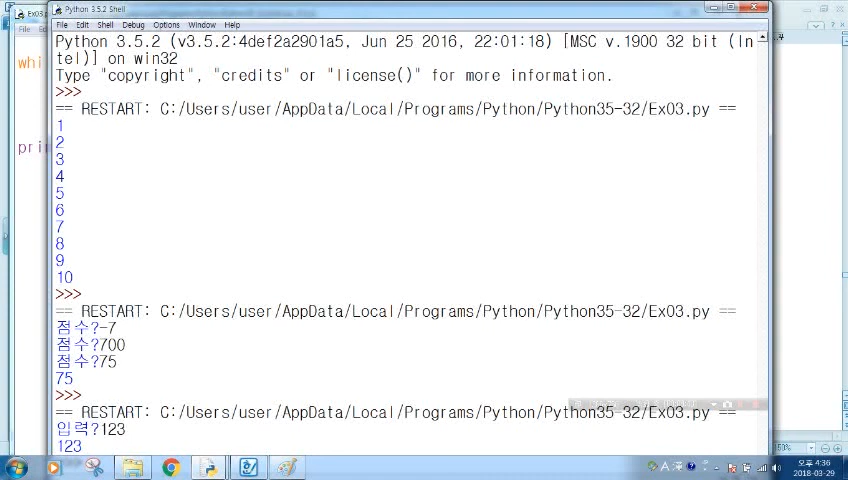 Ex03.p
Python 3.5.2 Shell
File Edit Shell Debug Options Window Help
File
Python 3.5.2 (v3.5.2:4def2a2901a5, Jun 25 2016, 22:01:18) [MSC v.1900 32 bit (In
tel)] on win32
whi
Type "copyright", "credits" or "license()" for more information.
>>>
== RESTART: C:/Users/user/AppData/Local/Programs/Python/Python35-32/Ex03.py ==
1
2
prin
3
4
5
6
7
8
9
10
>>>
== RESTART: C:/Users/user/AppData/Local/Programs/Python/Python35-32/Ex03.py ==
점수?-7
점수?700
점수?75
75
>>>
== RESTART: C:/Users/user/AppData/Local/Programs/Python/Python35-32/Ex03.py ==
입력?123
123
오후 4:36
2018-03-29